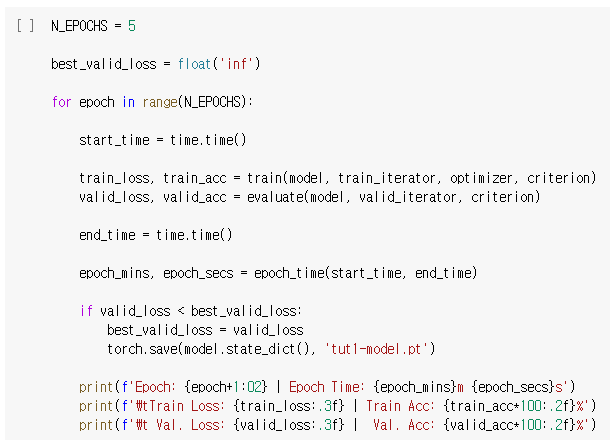 [ ] N_EPOCHS = 5
best_valid_loss = float('inf')
for epoch in range(N_EPOCHS):
start_time = time.time()
train_loss, train_acc = train(model, train_iterator, optimizer, criterion)
valid_loss, valid_acc = evaluate(model, valid_iterator, criterion)
end_time = time.time()
epoch_mins, epoch_secs = epoch_time(start_time, end_time)
if valid_loss < best_valid_loss:
best_valid_loss = valid_loss
torch.save(model.state_dict(), 'tut1-model.pt')
print(f'Epoch: {epoch+1:02} | Epoch Time: {epoch_mins}m {epoch_secs}s')
print(f'₩tTrain Loss: {train_loss:.3f} | Train Acc: {train_acc*100:.2f}%')
print(f'₩t Val. Loss: {valid_loss:.3f} |  Val. Acc: {valid_acc*100:.2f}%')